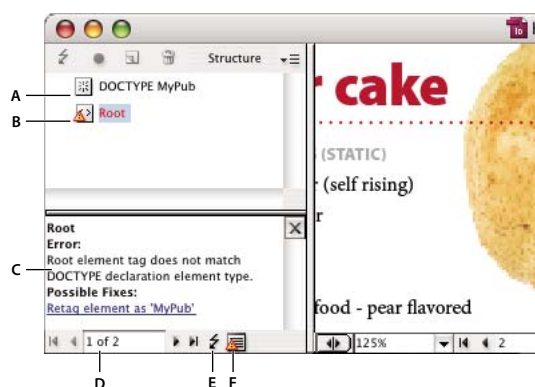 Structure
A
DOCTYPE MyPub
B
Root
r cake
(STATIC)
(self rising)
r
Root
Error:
C
Root element tag does not match
DOCTYPE declaration element type.
Possible Fixes:
Retag element as 'MyPub'
food - pear flavored
1 of 2
125%
2
D
E
F